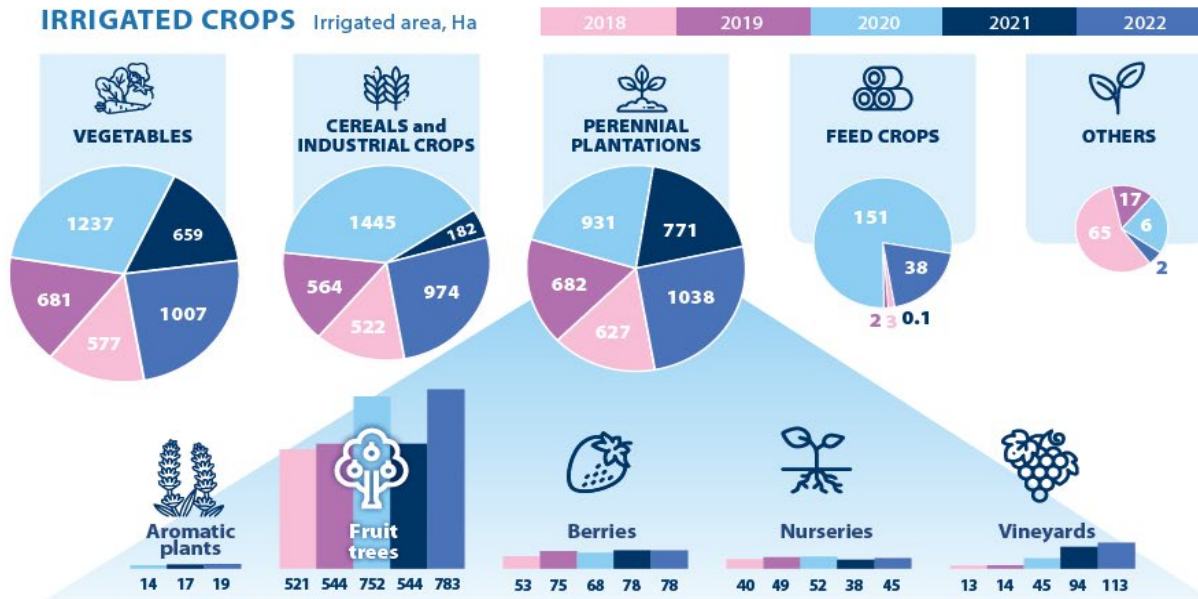 IRRIGATED CROPS Irrigated area, Ha
2018 2019 2020 2021 2022
VEGETABLES
1237
659
681
1007
577
CEREALS and
INDUSTRIAL CROPS
1445
182
564
974
522
PERENNIAL
PLANTATIONS
931
771
682
1038
627
FEED CROPS
151
38
2 3 0.1
OTHERS
17
65
6
2
Aromatic
plants
14 17 19
Fruit
trees
521 544 752 544 783
Berries
53 75 68 78 78
Nurseries
40 49 52 38 45
Vineyards
13 14 45 94 113